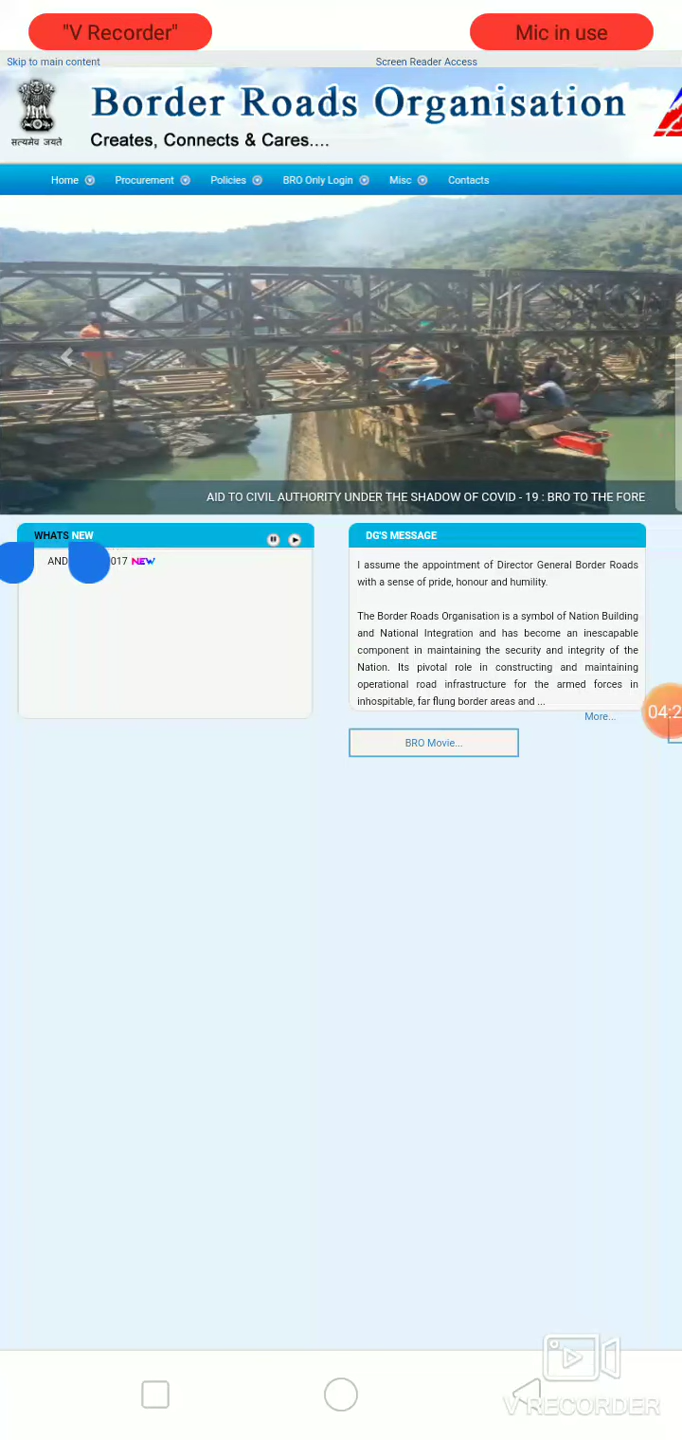 "V Recorder"
Mic in use
Skip to main content
Screen Reader Access
Border Roads Organisation
सत्यमेव जयते
Creates, Connects & Cares....
Home
Procurement
Policies
BRO Only Login
Misc
Contacts
AID TO CIVIL AUTHORITY UNDER THE SHADOW OF COVID - 19 : BRO TO THE FORE
WHATS NEW
AND 017 NEW
DG'S MESSAGE
I assume the appointment of Director General Border Roads
with a sense of pride, honour and humility.
The Border Roads Organisation is a symbol of Nation Building
and National Integration and has become an inescapable
component in maintaining the security and integrity of the
Nation. Its pivotal role in constructing and maintaining
operational road infrastructure for the armed forces in
inhospitable, far flung border areas and ...
More...
04:2
BRO Movie...
V RECORDER